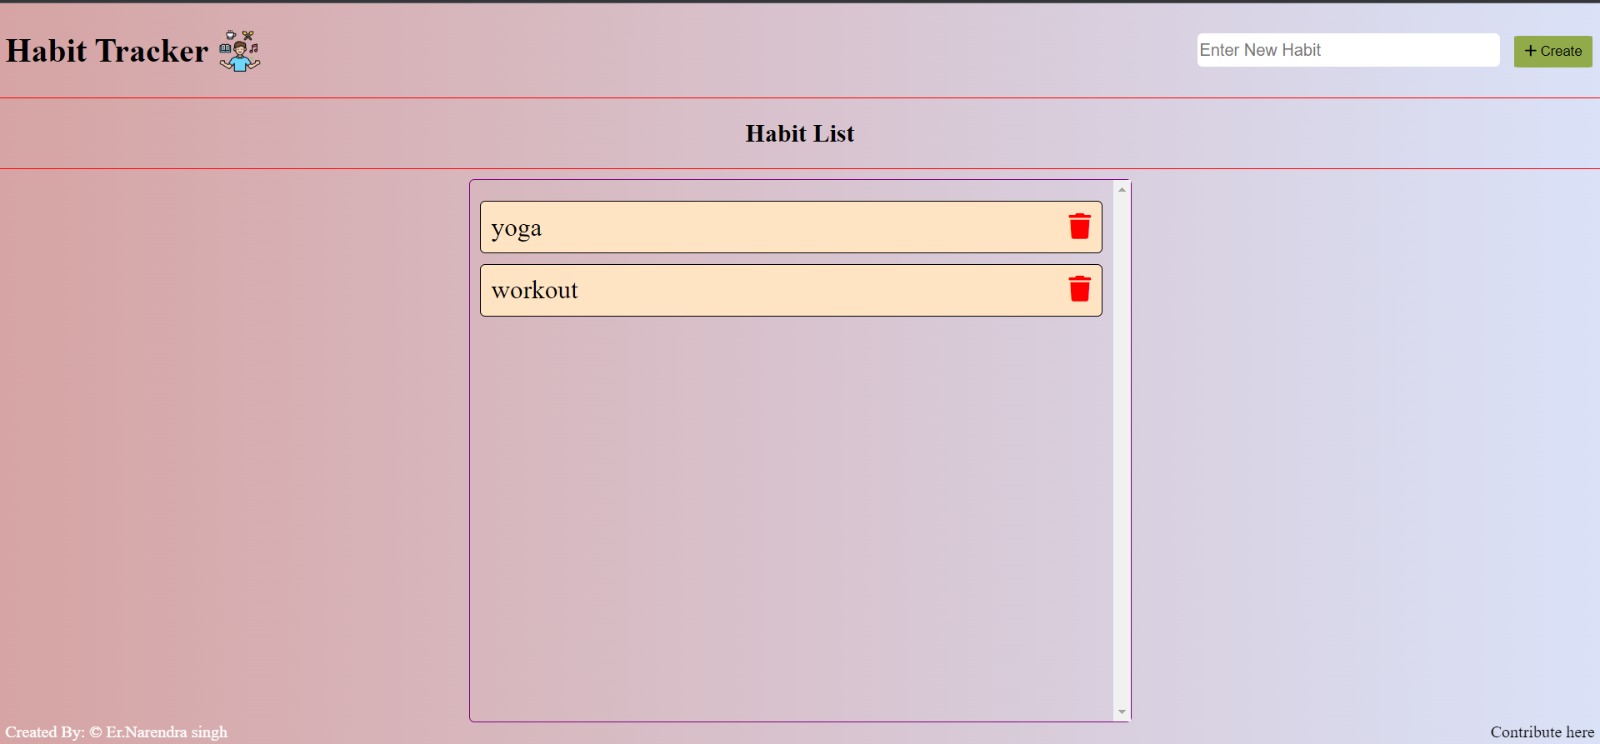 Habit Tracker
Enter New Habit
+ Create
Habit List
yoga
workout
Created By: © Er.Narendra singh
Contribute here